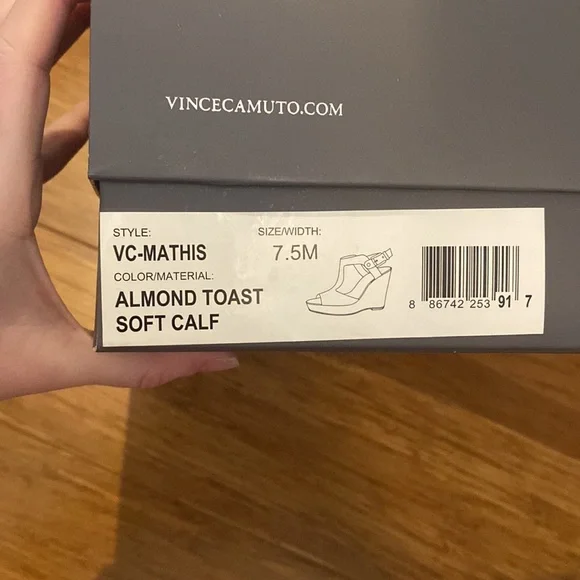 VINCECAMUTO.COM
STYLE:
SIZE/WIDTH:
VC-MATHIS
7.5M
COLOR/MATERIAL:
ALMOND TOAST
SOFT CALF
8 86742 253 91 7